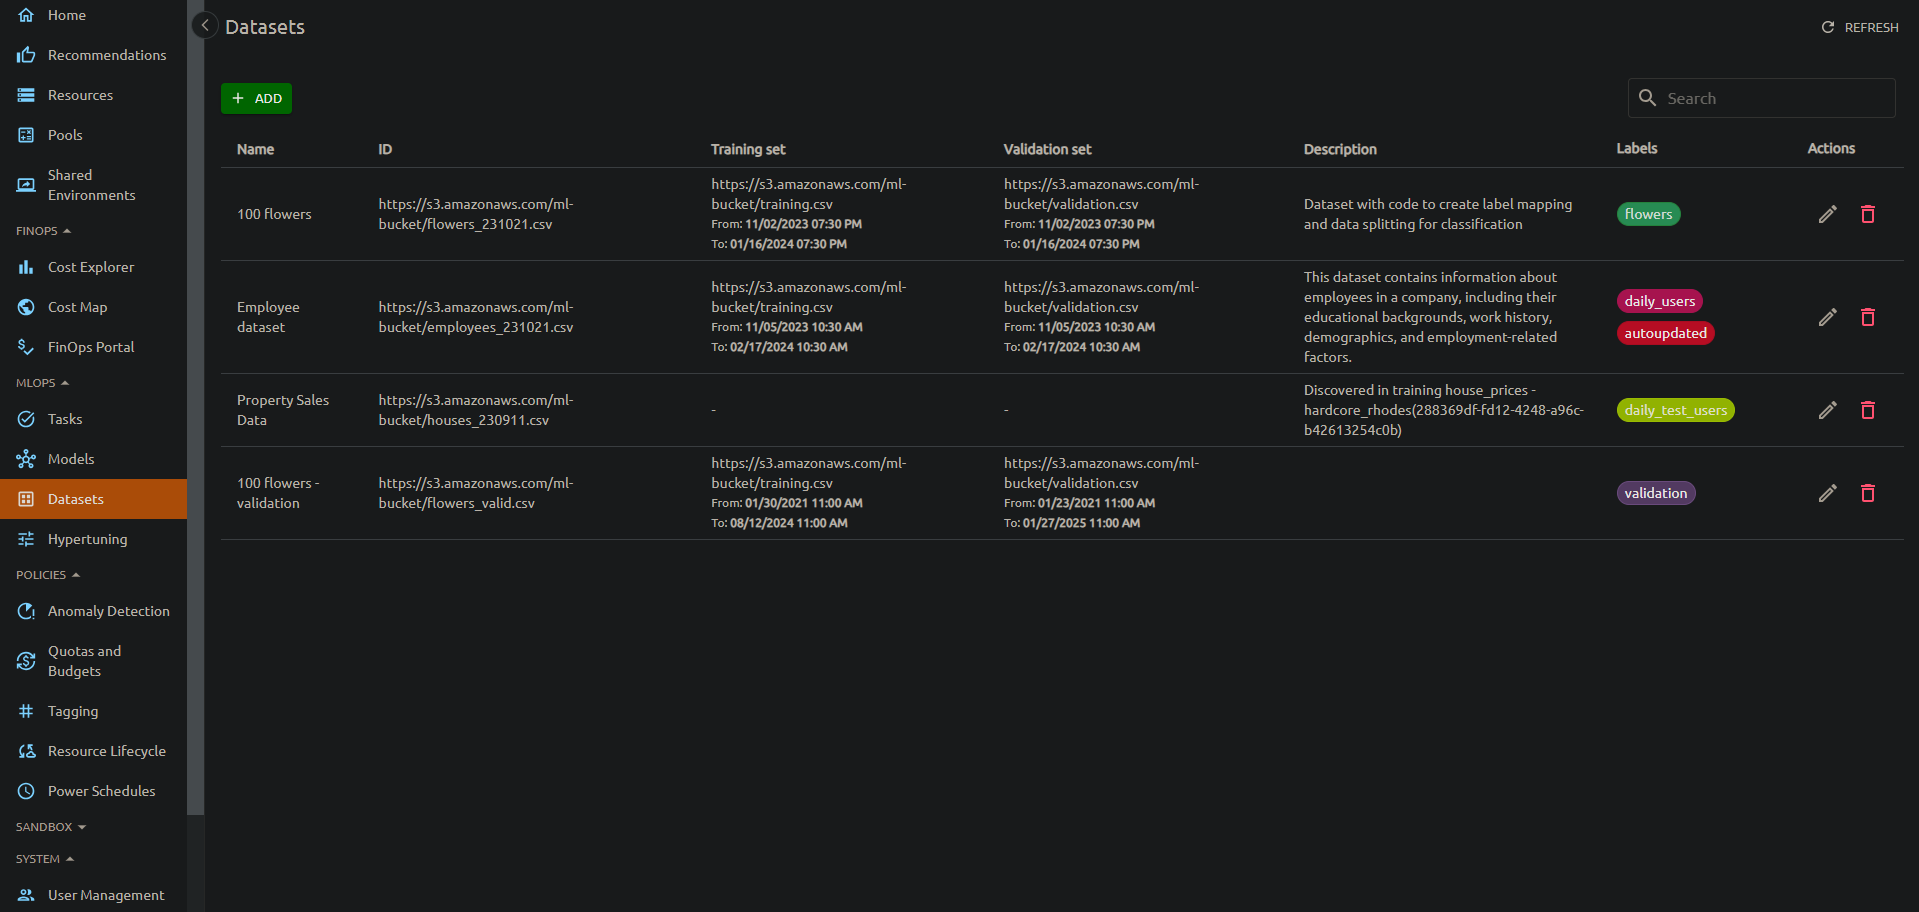 Home
Recommendations
Resources
Pools
Shared
Environments
FINOPS
Cost Explorer
Cost Map
FinOps Portal
MLOPS
Tasks
Models
Datasets
Hypertuning
POLICIES
Anomaly Detection
Quotas and
Budgets
Tagging
Resource Lifecycle
Power Schedules
SANDBOX
SYSTEM
User Management
Datasets
REFRESH
ADD
Search
Name ID Training set Validation set Description Labels Actions
100 flowers
https://s3.amazonaws.com/ml-
bucket/flowers_231021.csv
https://s3.amazonaws.com/ml-
bucket/training.csv
From: 11/02/2023 07:30 PM
To: 01/16/2024 07:30 PM
https://s3.amazonaws.com/ml-
bucket/validation.csv
From: 11/02/2023 07:30 PM
To: 01/16/2024 07:30 PM
Dataset with code to create label mapping
and data splitting for classification
flowers
Employee
dataset
https://s3.amazonaws.com/ml-
bucket/employees_231021.csv
https://s3.amazonaws.com/ml-
bucket/training.csv
From: 11/05/2023 10:30 AM
To: 02/17/2024 10:30 AM
https://s3.amazonaws.com/ml-
bucket/validation.csv
From: 11/05/2023 10:30 AM
To: 02/17/2024 10:30 AM
This dataset contains information about
employees in a company, including their
educational backgrounds, work history,
demographics, and employment-related
factors.
daily_users
autoupdated
Property Sales
Data
https://s3.amazonaws.com/ml-
bucket/houses_230911.csv
-
-
Discovered in training house_prices -
hardcore_rhodes(288369df-fd12-4248-a96c-
b42613254c0b)
daily_test_users
100 flowers -
validation
https://s3.amazonaws.com/ml-
bucket/flowers_valid.csv
https://s3.amazonaws.com/ml-
bucket/training.csv
From: 01/30/2021 11:00 AM
To: 08/12/2024 11:00 AM
https://s3.amazonaws.com/ml-
bucket/validation.csv
From: 01/23/2021 11:00 AM
To: 01/27/2025 11:00 AM
validation